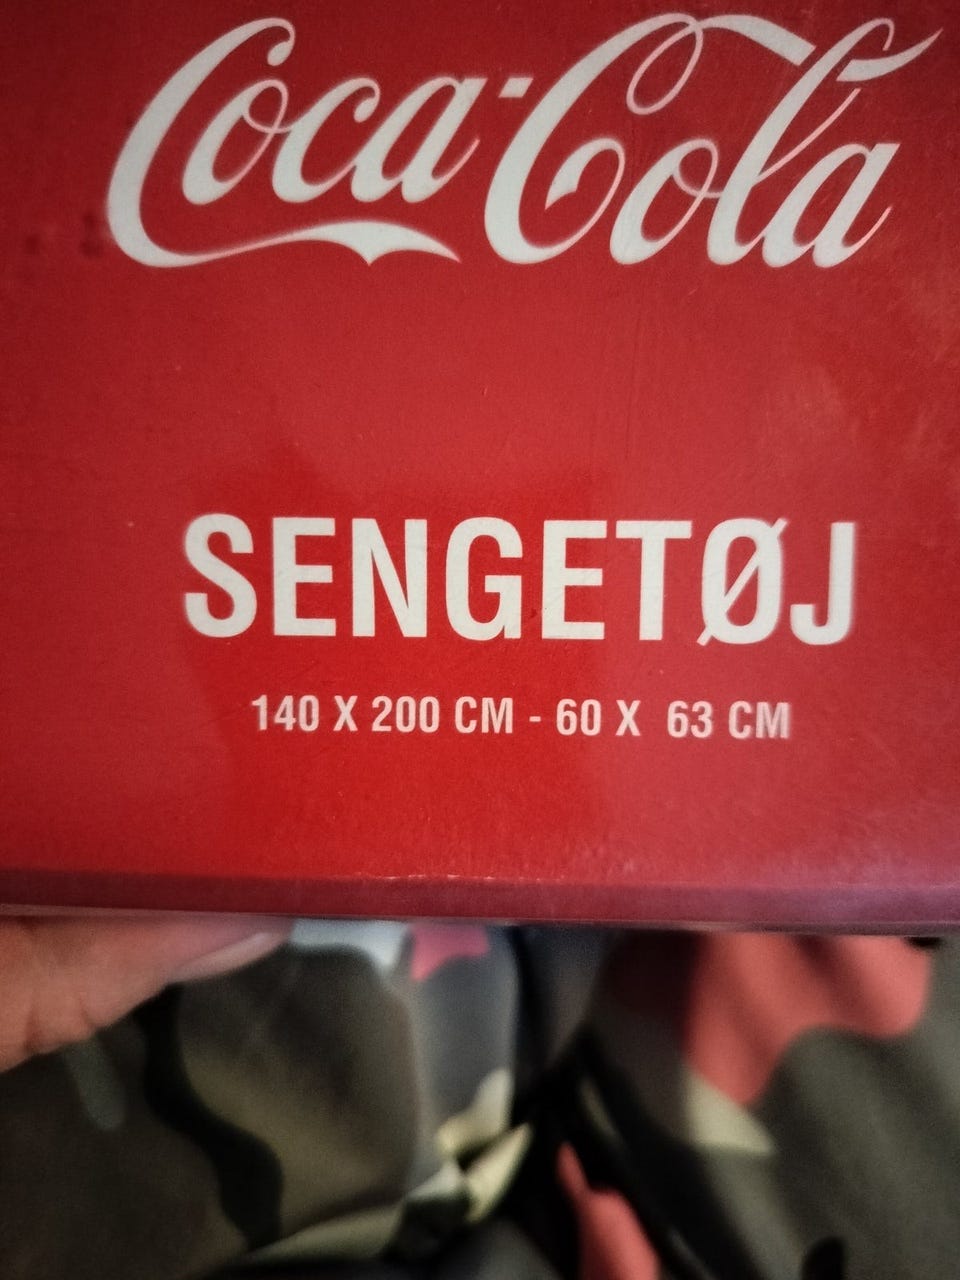 Coca-Cola
SENGETØJ
140 X 200 CM - 60 X 63 CM